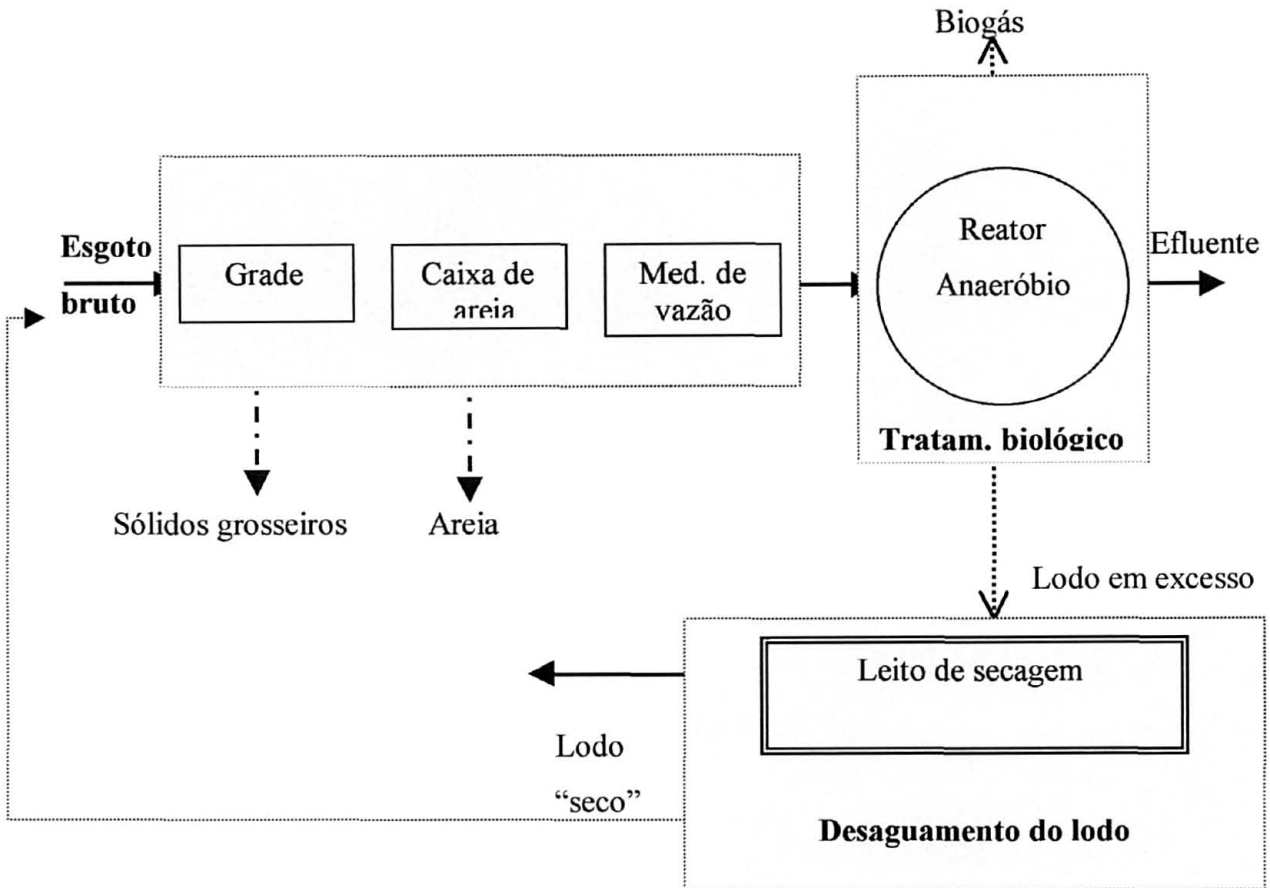 Biogás
Esgoto
bruto
Grade
Caixa de
areia
Med. de
vazão
Reator
Anaeróbio
Efluente
Tratam. biológico
Sólidos grosseiros
Areia
Lodo em excesso
Leito de secagem
Lodo
“seco”
Desaguamento do lodo